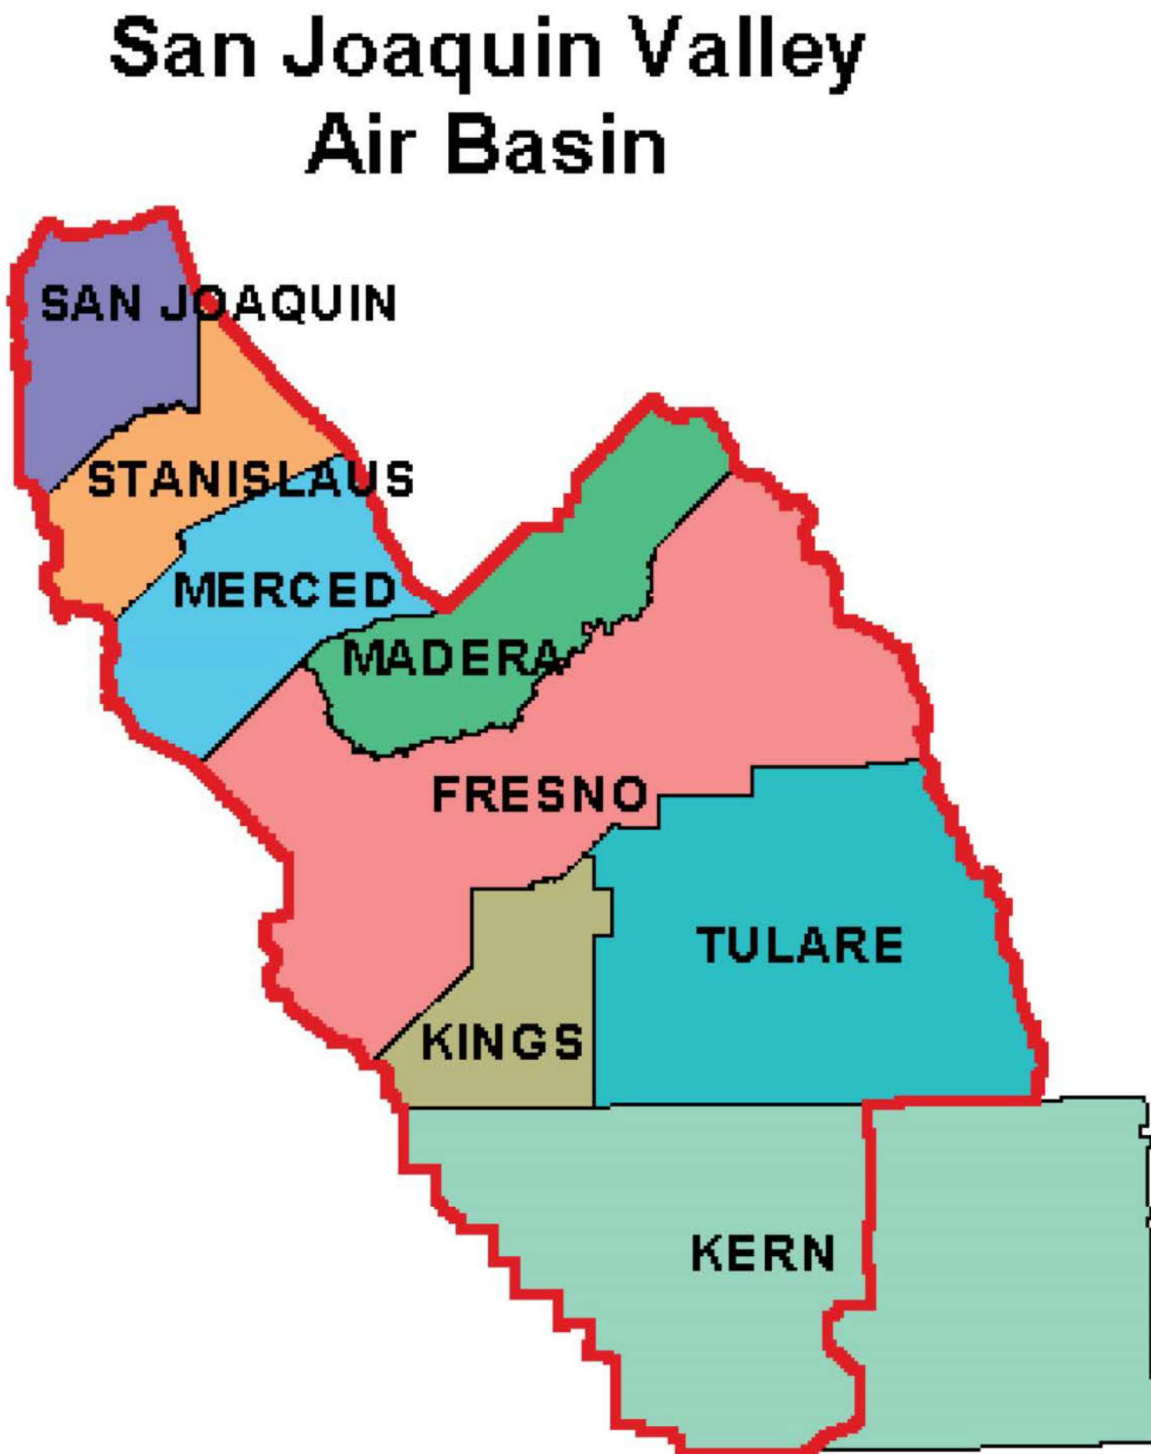 San Joaquin Valley
Air Basin
SAN JOAQUIN
STANISLAUS
MERCED
MADERA
FRESNO
TULARE
KINGS
KERN